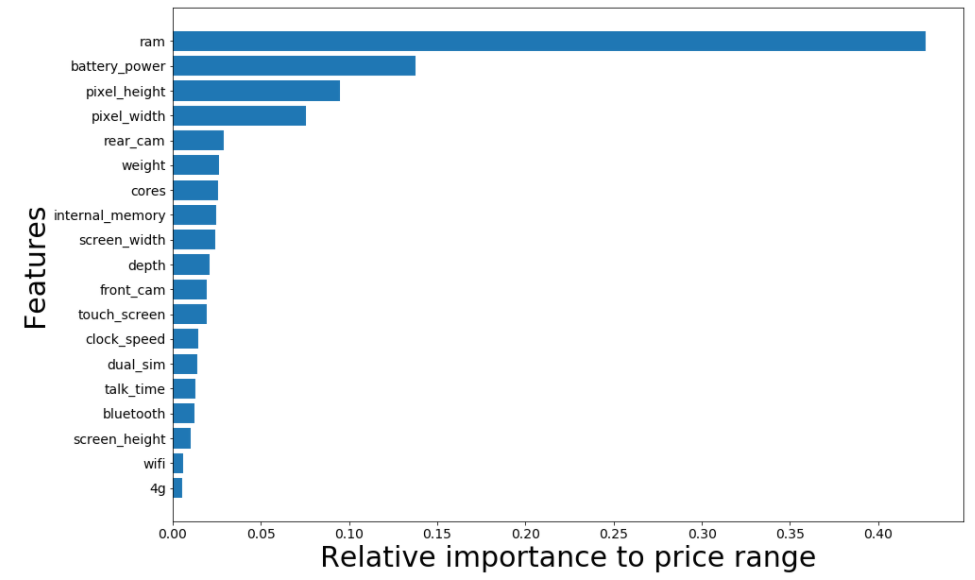 ram
battery_power
pixel_height
pixel_width
rear_cam
weight
cores
internal_memory
screen_width
depth
front_cam
touch_screen
clock_speed
dual_sim
talk_time
bluetooth
screen_height
wifi
4g
Features
0.00 0.05 0.10 0.15 0.20 0.25 0.30 0.35 0.40
Relative importance to price range